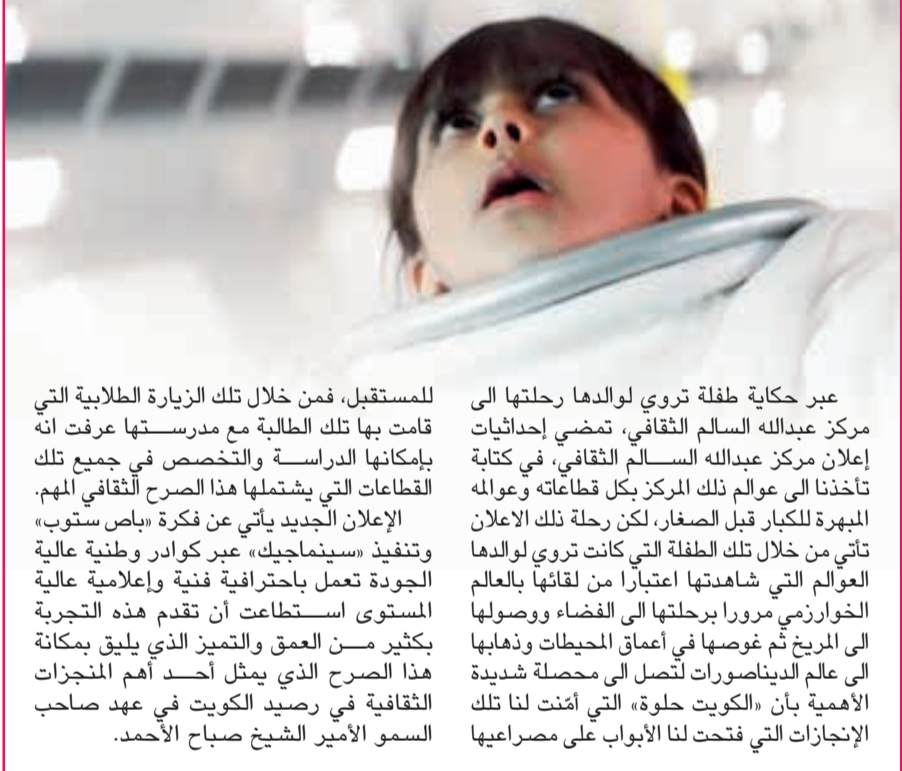 عبر حكاية طفلة تروي لوالدها رحلتها الى
مركز عبدالله السالم الثقافي، تمضي إحداثيات
إعلان مركز عبدالله الســـالم الثقافي، في كتابة
تأخذنا الى عوالم ذلك المركز بكل قطاعاته وعوالمه
المبهرة للكبار قبل الصغار، لكن رحلة ذلك الاعلان
تأتي من خلال تلك الطفلة التي كانت تروي لوالدها
العوالم التي شاهدتها اعتبارا من لقائها بالعالم
الخوارزمي مرورا برحلتها الى الفضاء ووصولها
الى المريخ ثم غوصها في أعماق المحيطات وذهابها
الى عالم الديناصورات لتصل الى محصلة شديدة
الأهمية بأن «الكويت حلوة» التي أمّنت لنا تلك
الإنجازات التي فتحت لنا الأبواب على مصراعيها
للمستقبل، فمن خلال تلك الزيارة الطلابية التي
قامت بها تلك الطالبة مع مدرســـتها عرفت انه
بإمكانها الدراســـة والتخصص في جميع تلك
القطاعات التي يشتملها هذا الصرح الثقافي المهم.
الإعلان الجديد يأتي عن فكرة «باص ستوب»
وتنفيذ «سينماجيك» عبر كوادر وطنية عالية
الجودة تعمل باحترافية فنية وإعلامية عالية
المستوى اســـتطاعت أن تقدم هذه التجربة
بكثير مـــن العمق والتميز الذي يليق بمكانة
هذا الصرح الذي يمثل أحـــد أهم المنجزات
الثقافية في رصيد الكويت في عهد صاحب
السمو الأمير الشيخ صباح الأحمد.